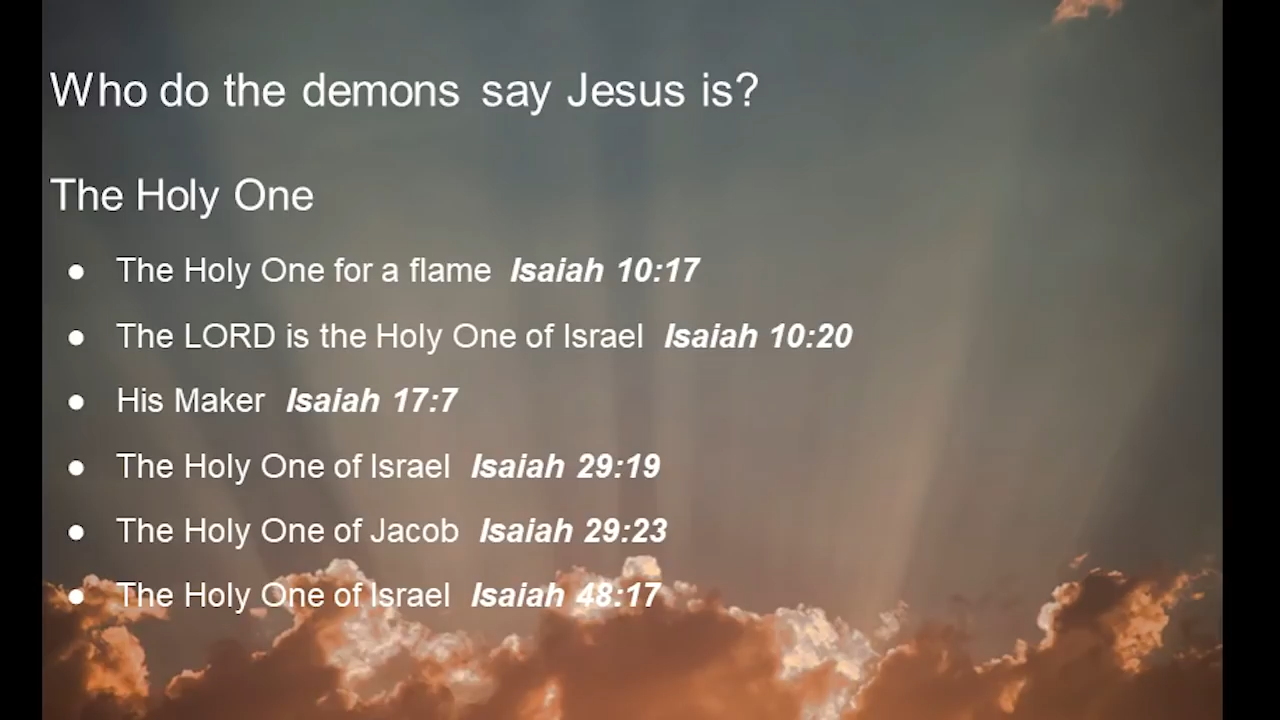 Who do the demons say Jesus is?
The Holy One
● The Holy One for a flame Isaiah 10:17
● The LORD is the Holy One of Israel Isaiah 10:20
● His Maker Isaiah 17:7
● The Holy One of Israel Isaiah 29:19
● The Holy One of Jacob Isaiah 29:23
● The Holy One of Israel Isaiah 48:17